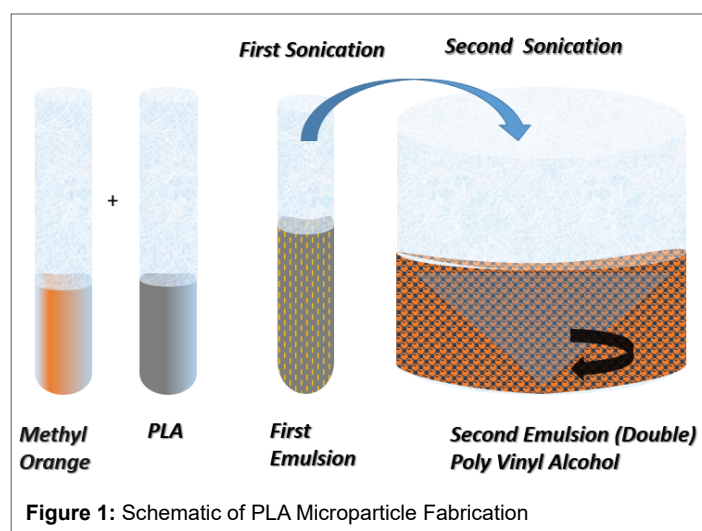 First Sonication
Second Sonication
+
Methyl
Orange
PLA
First
Emulsion
Second Emulsion (Double)
Poly Vinyl Alcohol
Figure 1: Schematic of PLA Microparticle Fabrication